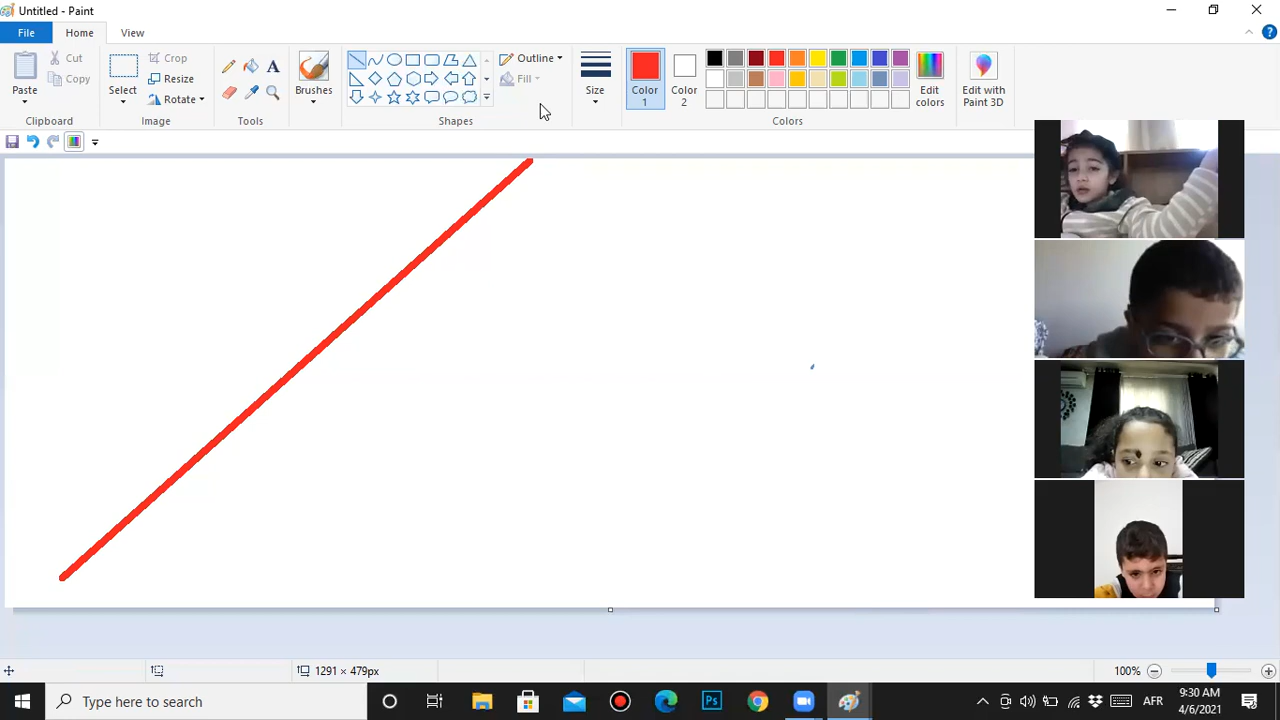 Untitled - Paint
File Home View
Paste
Cut
Copy
Clipboard
Select
Crop
Resize
Rotate
Image
A
Tools
Brushes
Outline
Fill
Shapes
Size
Color 1
Color 2
Edit colors
Edit with Paint 3D
Colors
1291 × 479px
100%
Type here to search
Ps
AFR
9:30 AM
4/6/2021